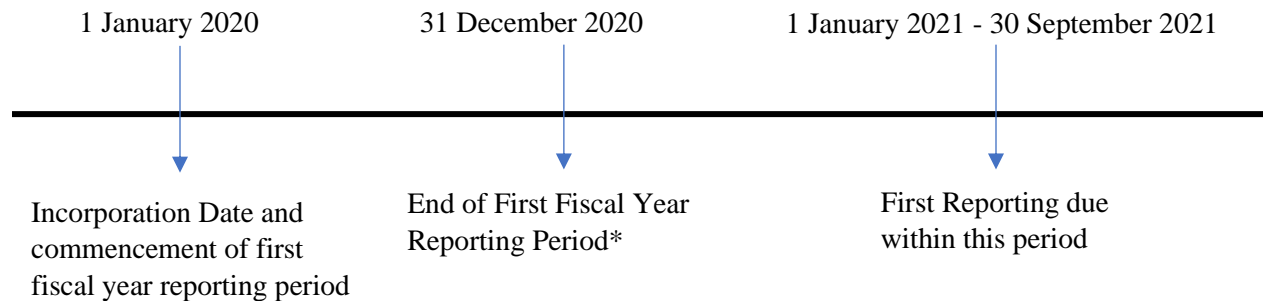 1 January 2020
31 December 2020
1 January 2021 - 30 September 2021
Incorporation Date and
commencement of first
fiscal year reporting period
End of First Fiscal Year
Reporting Period*
First Reporting due
within this period